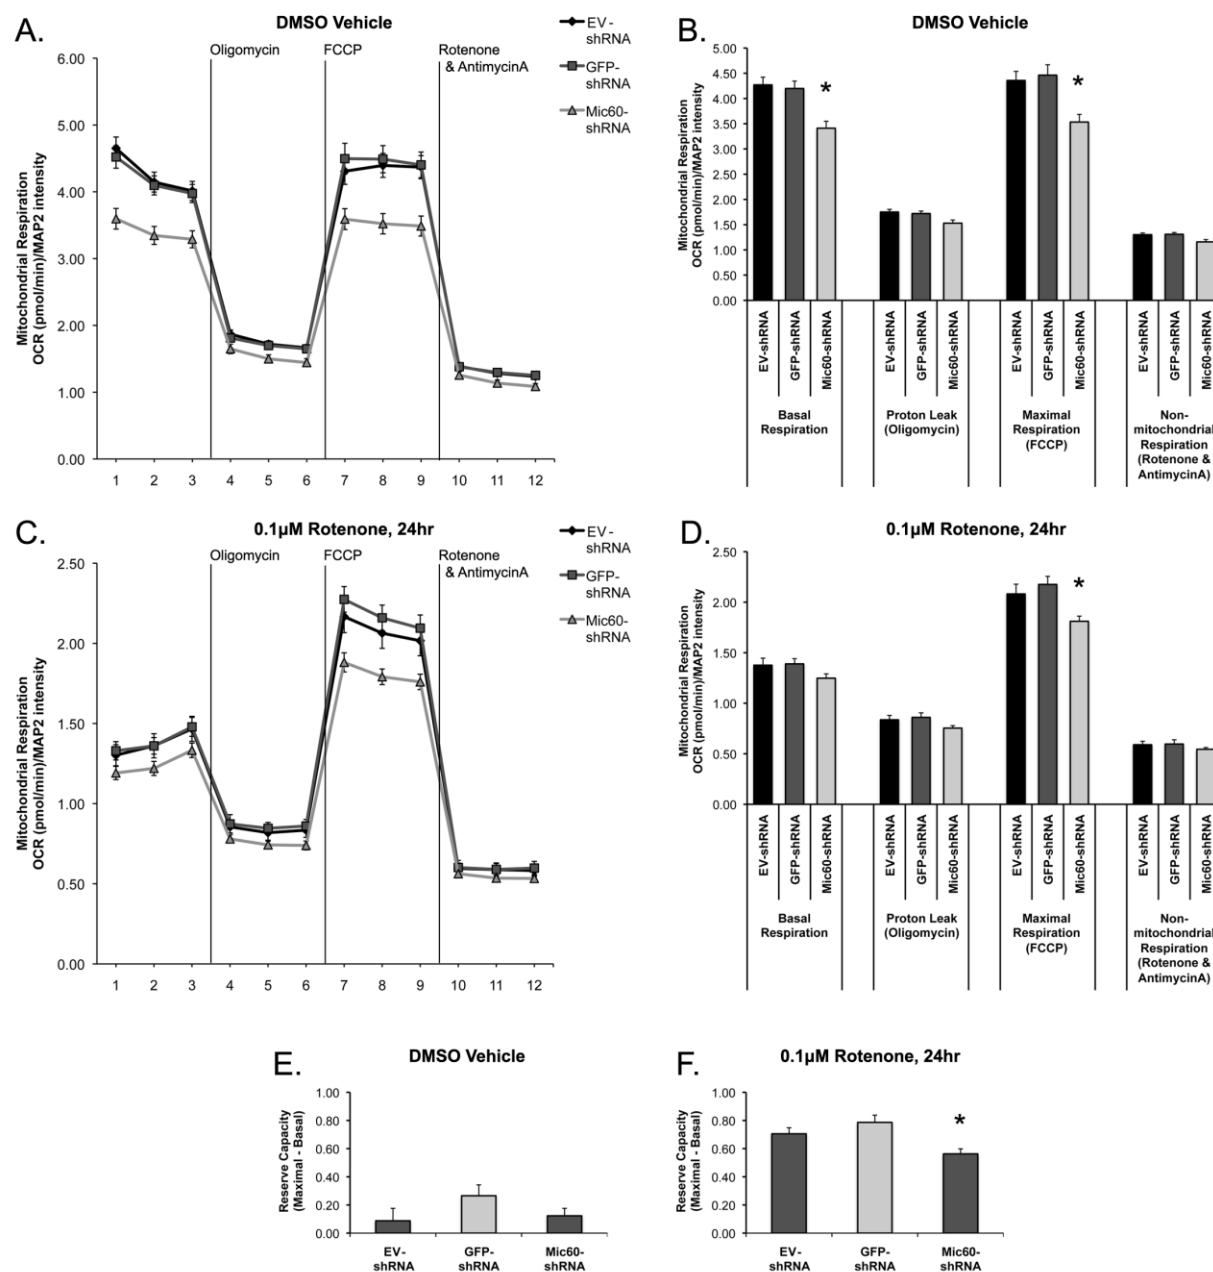 A.
DMSO Vehicle
Oligomycin
FCCP
Rotenone
& AntimycinA
EV-
shRNA
GFP-
shRNA
Mic60-
shRNA
Mitochondrial Respiration
OCR (pmol/min)/MAP2 intensity
6.00
5.00
4.00
3.00
2.00
1.00
0.00
1 2 3 4 5 6 7 8 9 10 11 12
B.
DMSO Vehicle
Mitochondrial Respiration
OCR (pmol/min)/MAP2 intensity
5.00
4.50
4.00
3.50
3.00
2.50
2.00
1.50
1.00
0.50
0.00
*
*
EV-shRNA
GFP-shRNA
Mic60-shRNA
EV-shRNA
GFP-shRNA
Mic60-shRNA
EV-shRNA
GFP-shRNA
Mic60-shRNA
EV-shRNA
GFP-shRNA
Mic60-shRNA
Basal
Respiration
Proton Leak
(Oligomycin)
Maximal
Respiration
(FCCP)
Non-
mitochondrial
Respiration
(Rotenone &
AntimycinA)
C.
0.1µM Rotenone, 24hr
Oligomycin
FCCP
Rotenone
& AntimycinA
EV-
shRNA
GFP-
shRNA
Mic60-
shRNA
Mitochondrial Respiration
OCR (pmol/min)/MAP2 intensity
2.50
2.00
1.50
1.00
0.50
0.00
1 2 3 4 5 6 7 8 9 10 11 12
D.
0.1µM Rotenone, 24hr
Mitochondrial Respiration
OCR (pmol/min)/MAP2 intensity
2.50
2.00
1.50
1.00
0.50
0.00
*
EV-shRNA
GFP-shRNA
Mic60-shRNA
EV-shRNA
GFP-shRNA
Mic60-shRNA
EV-shRNA
GFP-shRNA
Mic60-shRNA
EV-shRNA
GFP-shRNA
Mic60-shRNA
Basal
Respiration
Proton Leak
(Oligomycin)
Maximal
Respiration
(FCCP)
Non-
mitochondrial
Respiration
(Rotenone &
AntimycinA)
E.
DMSO Vehicle
Reserve Capacity
(Maximal - Basal)
1.00
0.80
0.60
0.40
0.20
0.00
EV-
shRNA
GFP-
shRNA
Mic60-
shRNA
F.
0.1µM Rotenone, 24hr
Reserve Capacity
(Maximal - Basal)
1.00
0.80
0.60
0.40
0.20
0.00
*
EV-
shRNA
GFP-
shRNA
Mic60-
shRNA